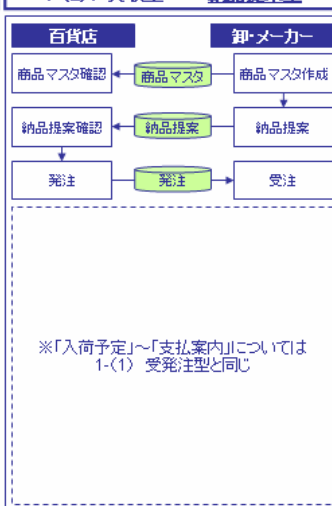 百貨店
卸・メーカー
商品マスタ確認
商品マスタ
商品マスタ作成
納品提案確認
納品提案
納品提案
発注
発注
受注
※「入荷予定」～「支払案内」については
1-(1) 受発注型と同じ